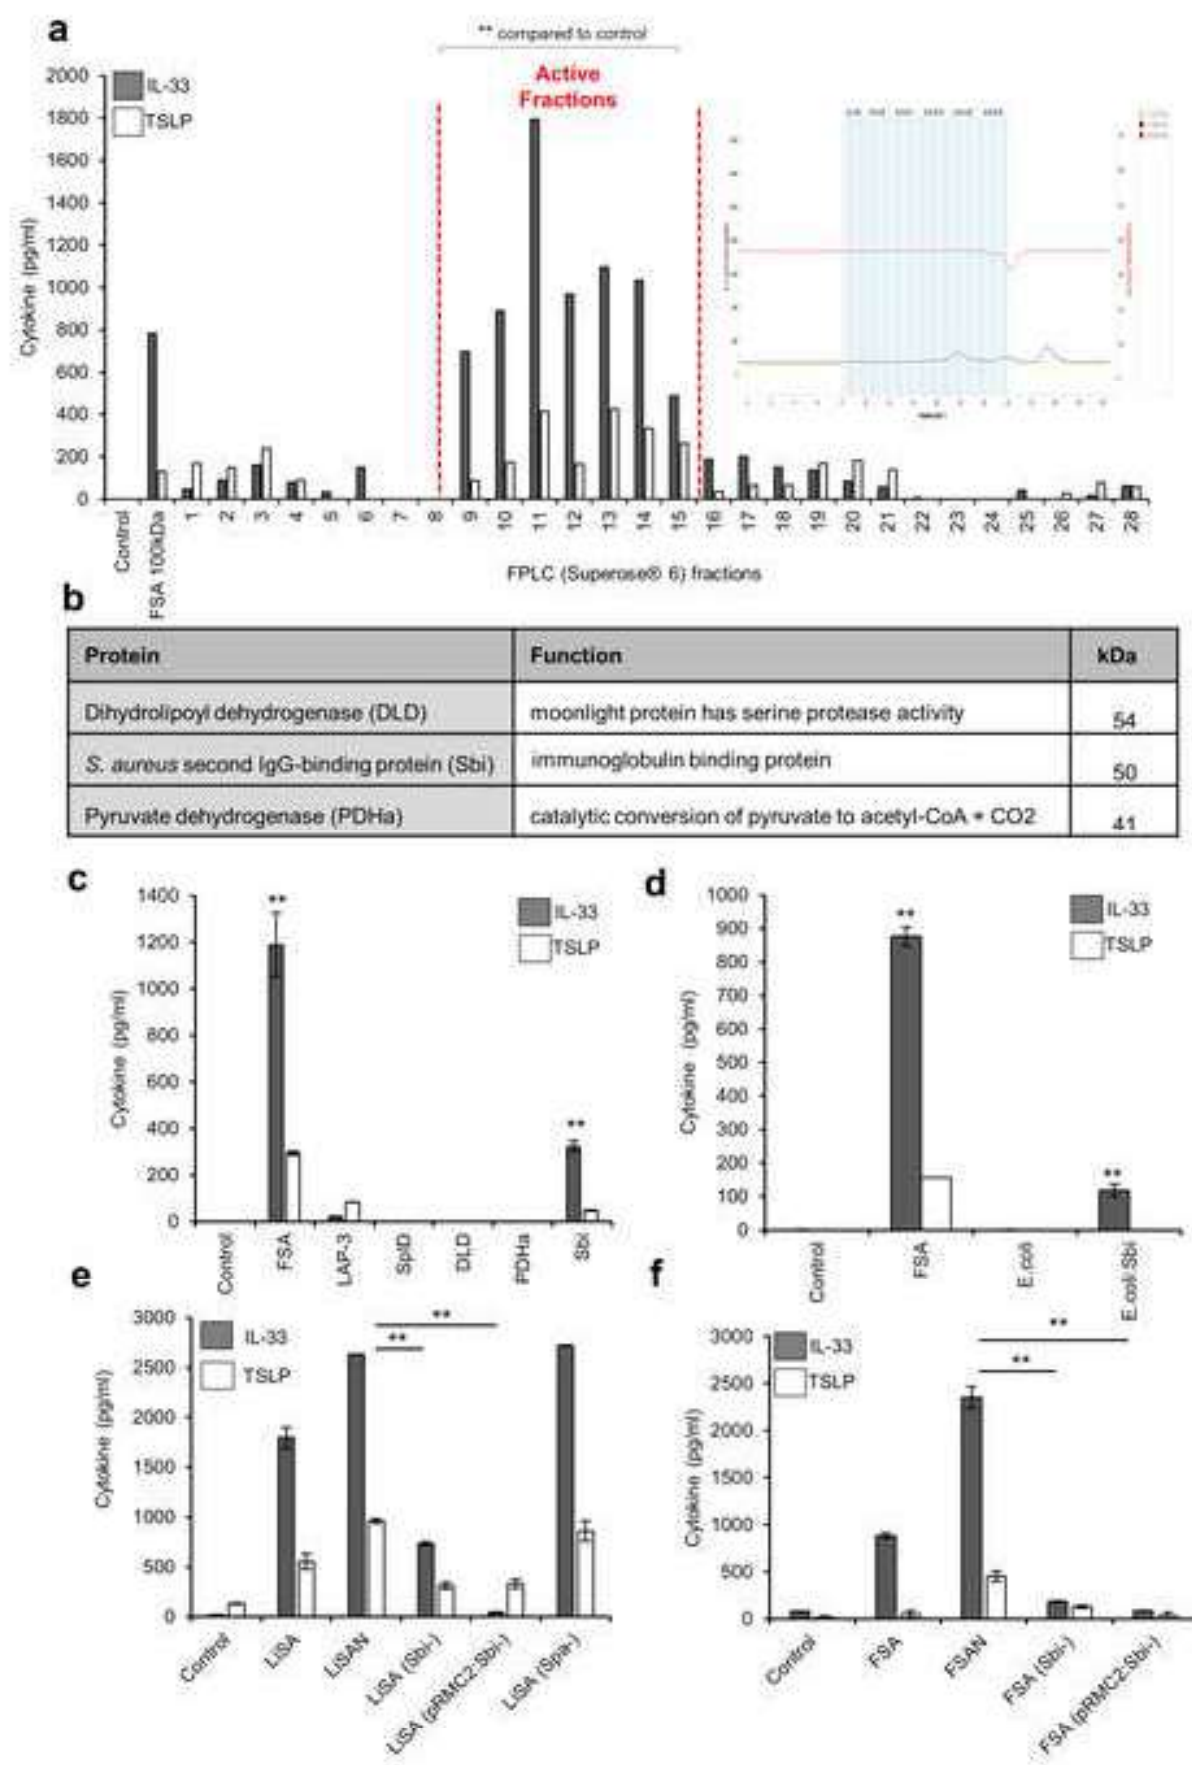 a
** compared to control
Active
Fractions
IL-33
TSLP
2000
1800
1600
1400
1200
1000
800
600
400
200
0
Cytokine (pg/ml)
Control
FSA 100kDa
1 2 3 4 5 6 7 8 9 10 11 12 13 14 15 16 17 18 19 20 21 22 23 24 25 26 27 28
FPLC (Superose® 6) fractions
b
Protein Function kDa
Dihydrolipoyl dehydrogenase (DLD) moonlight protein has serine protease activity 54
S. aureus second IgG-binding protein (Sbi) immunoglobulin binding protein 50
Pyruvate dehydrogenase (PDHa) catalytic conversion of pyruvate to acetyl-CoA + CO2 41
c
1400
1200
1000
800
600
400
200
0
Cytokine (pg/ml)
**
**
IL-33
TSLP
Control
FSA
LAP-3
SplD
DLD
PDHa
Sbi
d
1000
900
800
700
600
500
400
300
200
100
0
Cytokine (pg/ml)
**
**
IL-33
TSLP
Control
FSA
E.coli
E.coli Sbi
e
3000
2500
2000
1500
1000
500
0
Cytokine (pg/ml)
IL-33
TSLP
**
**
Control
LiSA
LiSAN
LiSA (Sbi-)
LiSA (pRMC2:Sbi-)
LiSA (Spa-)
f
3000
2500
2000
1500
1000
500
0
Cytokine (pg/ml)
IL-33
TSLP
**
**
Control
FSA
FSAN
FSA (Sbi-)
FSA (pRMC2:Sbi-)